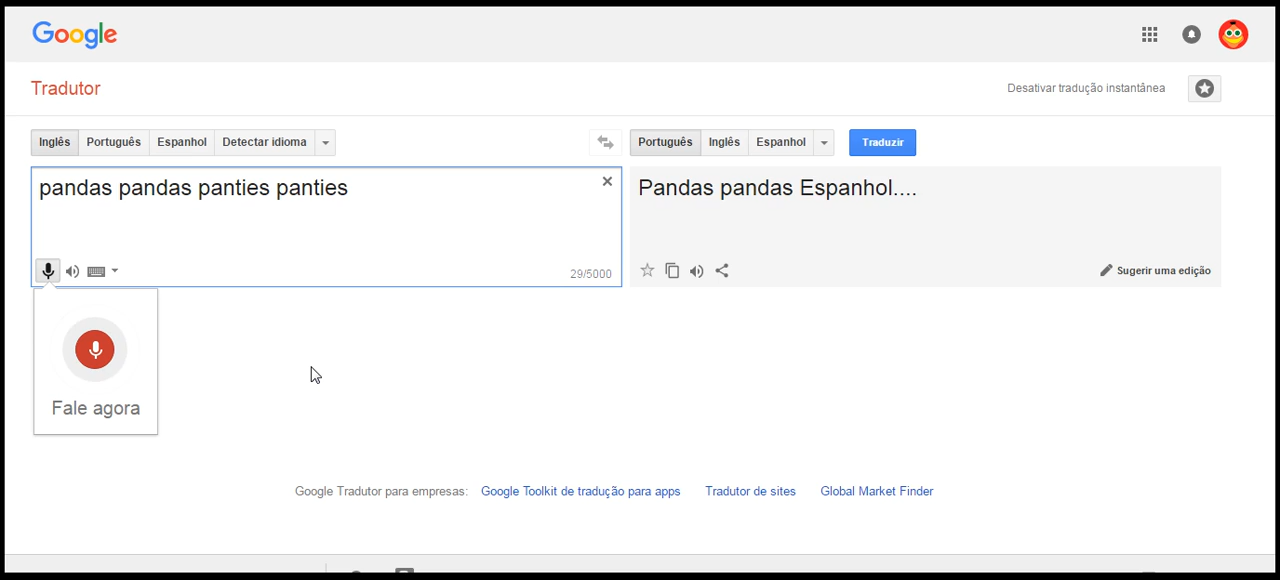 Google
Tradutor
Desativar tradução instantânea
Inglês Português Espanhol Detectar idioma
Português Inglês Espanhol
Traduzir
pandas pandas panties panties
29/5000
Pandas pandas Espanhol....
Sugerir uma edição
Fale agora
Google Tradutor para empresas: Google Toolkit de tradução para apps Tradutor de sites Global Market Finder